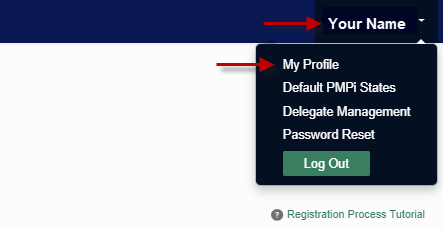 Your Name
My Profile
Default PMPi States
Delegate Management
Password Reset
Log Out
? Registration Process Tutorial